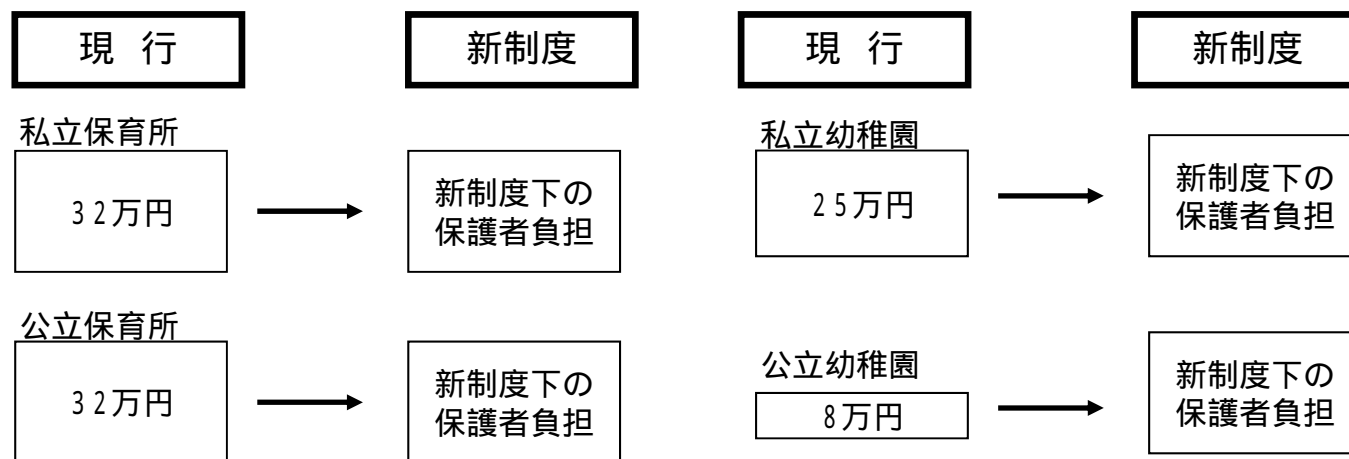 現 行
新制度
私立保育所
32万円
新制度下の
保護者負担
公立保育所
32万円
新制度下の
保護者負担
現 行
新制度
私立幼稚園
25万円
新制度下の
保護者負担
公立幼稚園
8万円
新制度下の
保護者負担